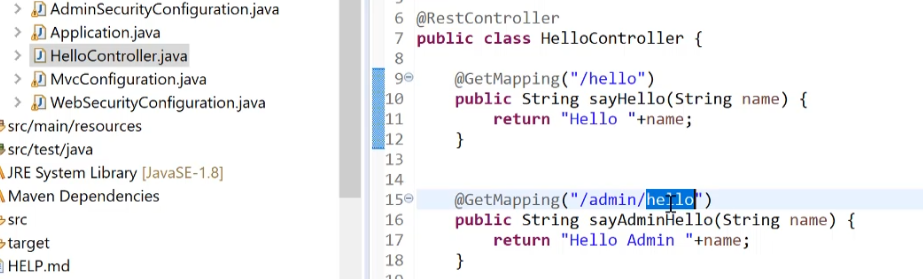 AdminSecurityConfiguration.java
Application.java
HelloController.java
MvcConfiguration.java
WebSecurityConfiguration.java
src/main/resources
src/test/java
JRE System Library [JavaSE-1.8]
Maven Dependencies
src
target
HELP.md
6 @RestController
7 public class HelloController {
8
9 @GetMapping("/hello")
10 public String sayHello(String name) {
11 return "Hello "+name;
12 }
13
14
15 @GetMapping("/admin/hello")
16 public String sayAdminHello(String name) {
17 return "Hello Admin "+name;
18 }